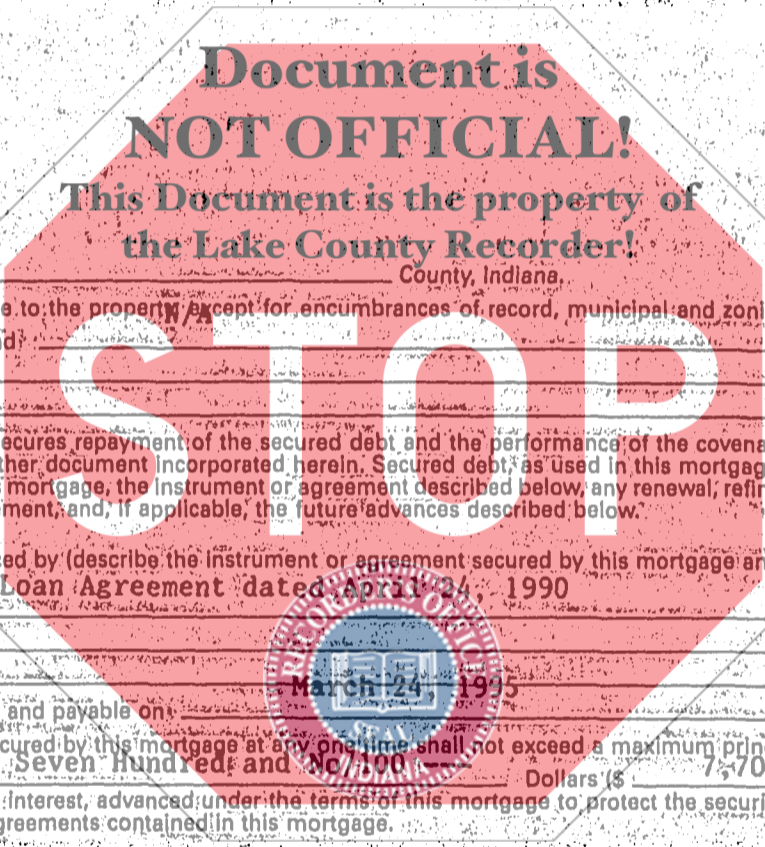 Document is
NOT OFFICIAL!
This Document is the property of
the Lake County Recorder!
County, Indiana,
e to the property except for encumbrances of record, municipal and zoni
N/A
STOP
ecures repayment of the secured debt and the performance of the covena
ther document incorporated herein. Secured debt, as used in this mortgag
mortgage, the instrument or agreement described below, any renewal, refin
ment, and, if applicable, the future advances described below.
ed by (describe the instrument or agreement secured by this mortgage an
Loan Agreement dated April 24, 1990
RECORDER'S OFFICE
March 24, 1995
and payable on
SEAL
cured by this mortgage at any one time shall not exceed a maximum prin
Seven Hundred and No/100
INDIANA
Dollars ($ 7,70
interest, advanced under the terms of this mortgage to protect the securi
greements contained in this mortgage.